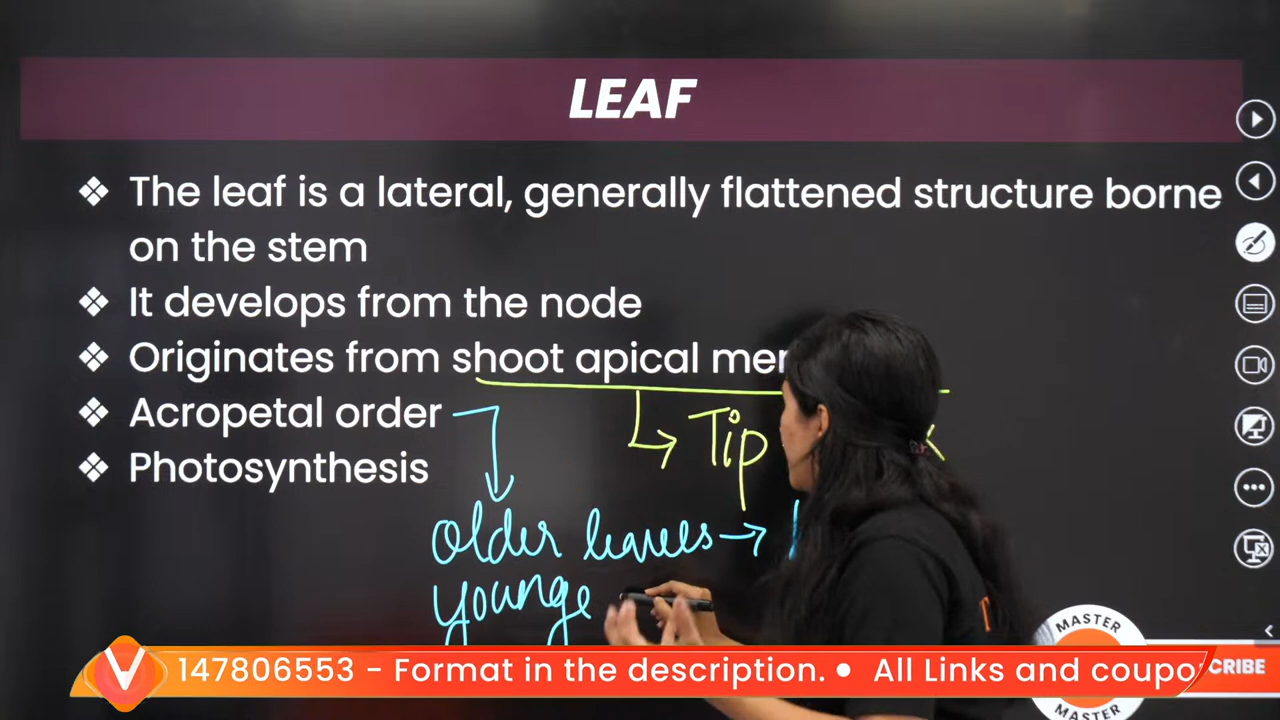 LEAF
❖ The leaf is a lateral, generally flattened structure borne
on the stem
❖ It develops from the node
❖ Originates from shoot apical
❖ Acropetal order
❖ Photosynthesis
Tip
Older leaves →
younge
147806553 - Format in the description. ● All Links and coupo
CRIBE
MASTER
MASTER